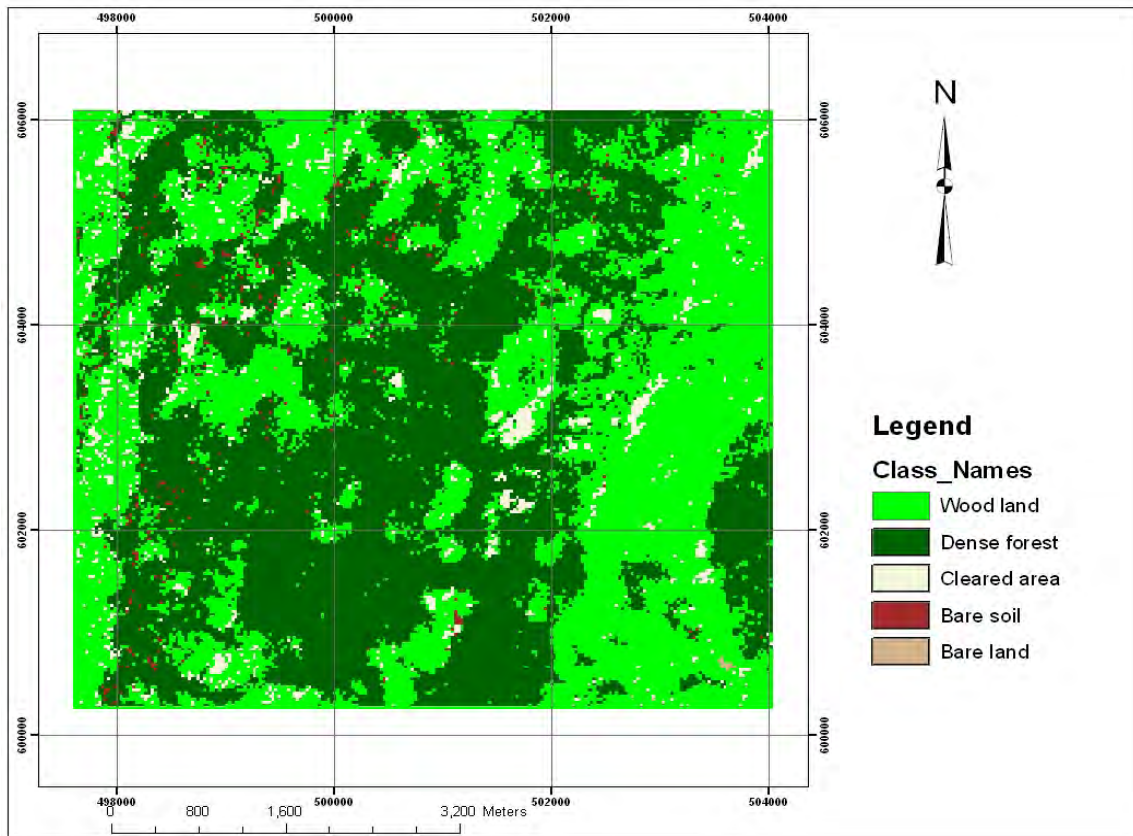 498000 500000 502000 504000
606000 606000
604000 604000
602000 602000
600000 600000
498000 500000 502000 504000
0 800 1,600 3,200 Meters
N
Legend
Class_Names
Wood land
Dense forest
Cleared area
Bare soil
Bare land